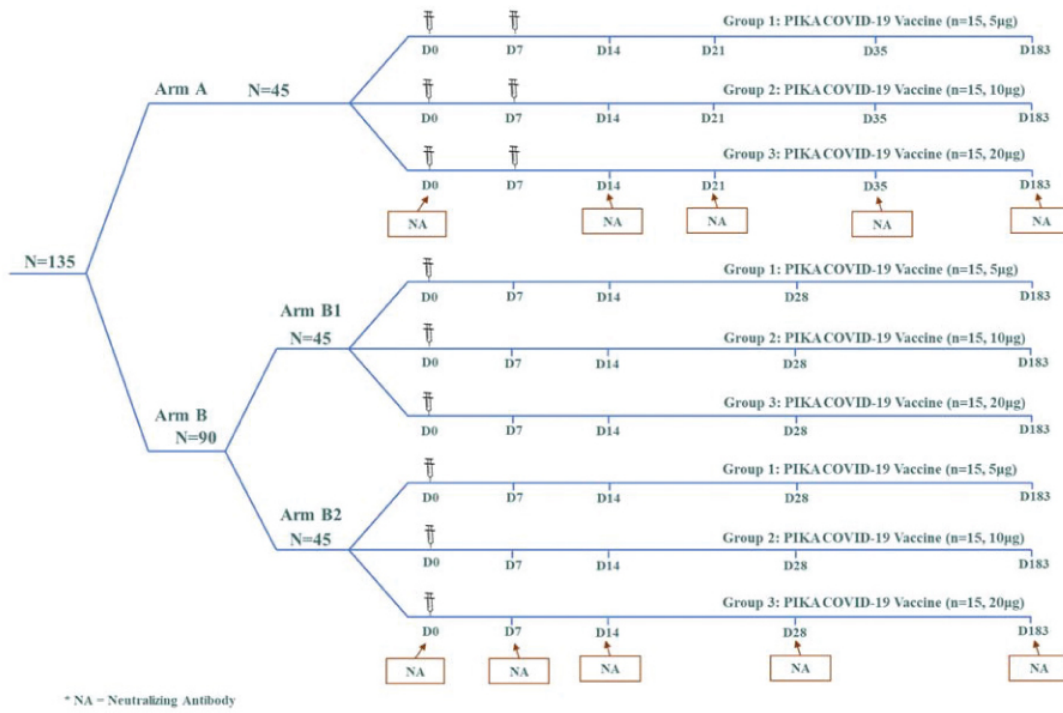 Group 1: PIKA COVID-19 Vaccine (n=15, 5µg)
D0 D7 D14 D21 D35 D183
Arm A N=45
Group 2: PIKA COVID-19 Vaccine (n=15, 10µg)
D0 D7 D14 D21 D35 D183
Group 3: PIKA COVID-19 Vaccine (n=15, 20µg)
D0 D7 D14 D21 D35 D183
NA NA NA NA NA
N=135
Group 1: PIKA COVID-19 Vaccine (n=15, 5µg)
D0 D7 D14 D28 D183
Arm B1
N=45
Group 2: PIKA COVID-19 Vaccine (n=15, 10µg)
D0 D7 D14 D28 D183
Group 3: PIKA COVID-19 Vaccine (n=15, 20µg)
D0 D7 D14 D28 D183
Arm B
N=90
Group 1: PIKA COVID-19 Vaccine (n=15, 5µg)
D0 D7 D14 D28 D183
Arm B2
N=45
Group 2: PIKA COVID-19 Vaccine (n=15, 10µg)
D0 D7 D14 D28 D183
Group 3: PIKA COVID-19 Vaccine (n=15, 20µg)
D0 D7 D14 D28 D183
NA NA NA NA NA
* NA = Neutralizing Antibody